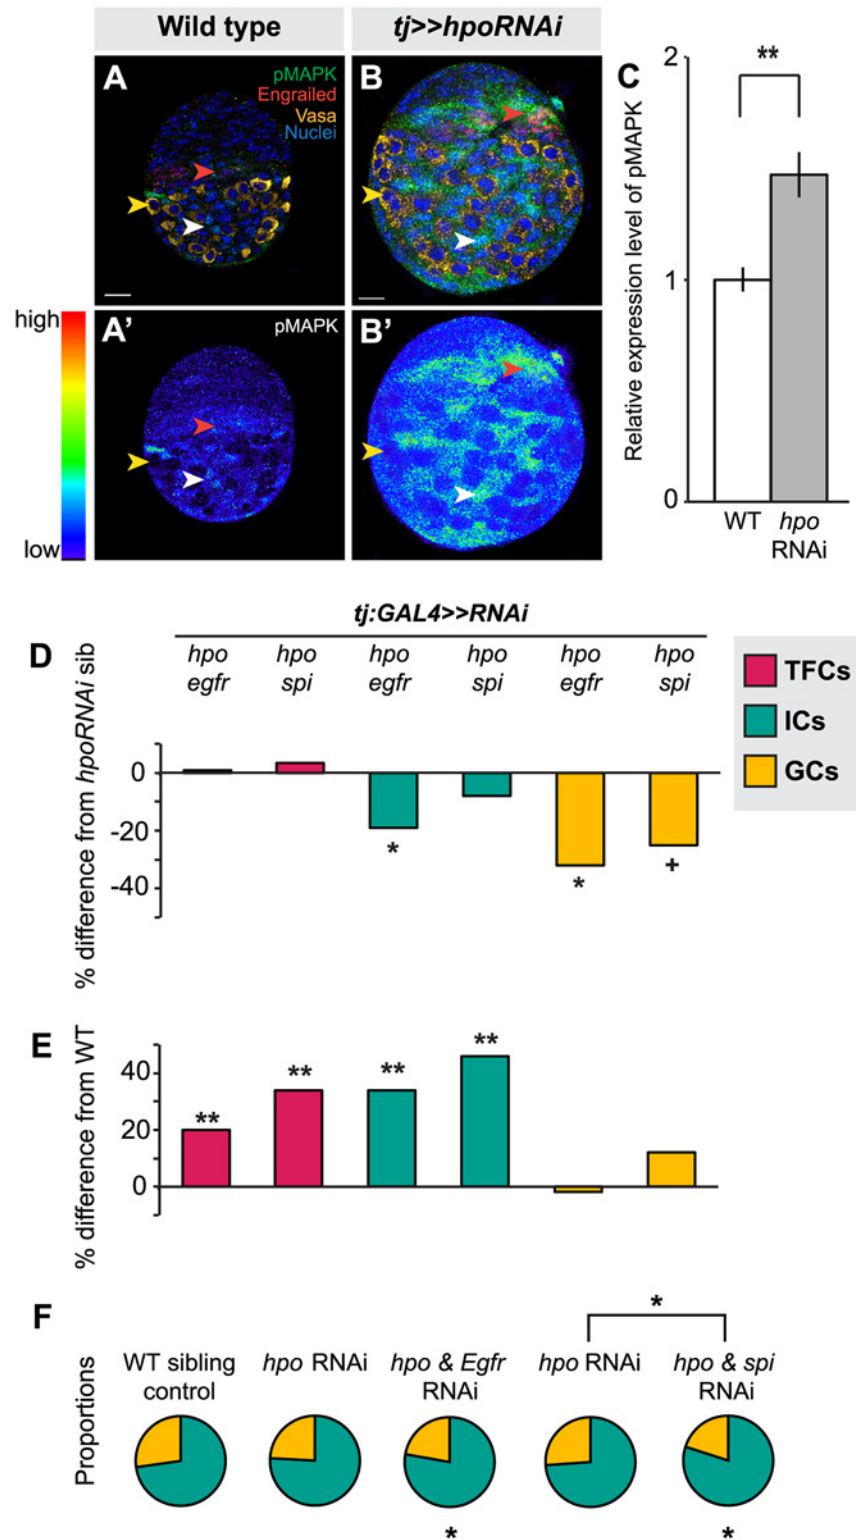 Wild type
tj>>hpoRNAi
A
pMAPK
Engrailed
Vasa
Nuclei
B
C
**
2
1
0
Relative expression level of pMAPK
WT
hpo
RNAi
high
low
A'
pMAPK
B'
tj:GAL4>>RNAi
D
hpo
egfr
hpo
spi
hpo
egfr
hpo
spi
hpo
egfr
hpo
spi
TFCs
ICs
GCs
% difference from hpoRNAi sib
0
-20
-40
*
*
+
E
% difference from WT
40
20
0
**
**
**
**
F
*
Proportions
WT sibling
control
hpo RNAi
hpo & Egfr
RNAi
hpo RNAi
hpo & spi
RNAi
*
*